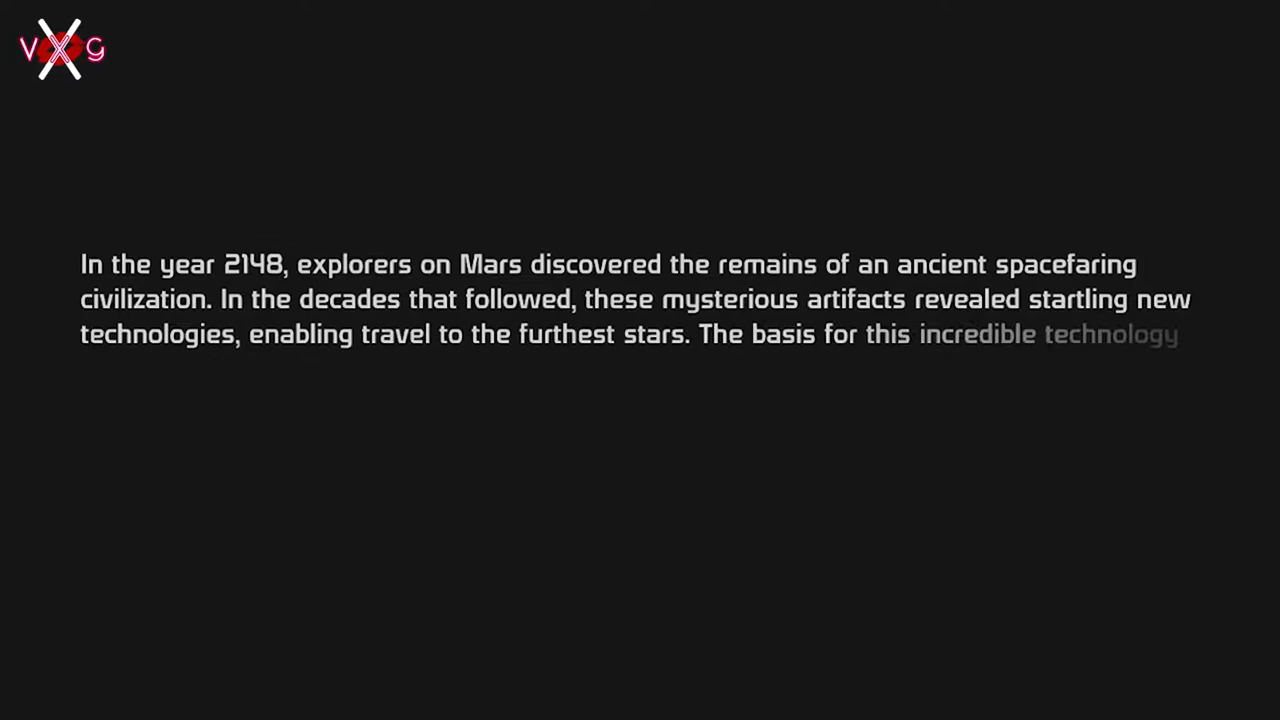 VXG
In the year 2148, explorers on Mars discovered the remains of an ancient spacefaring
civilization. In the decades that followed, these mysterious artifacts revealed startling new
technologies, enabling travel to the furthest stars. The basis for this incredible technology